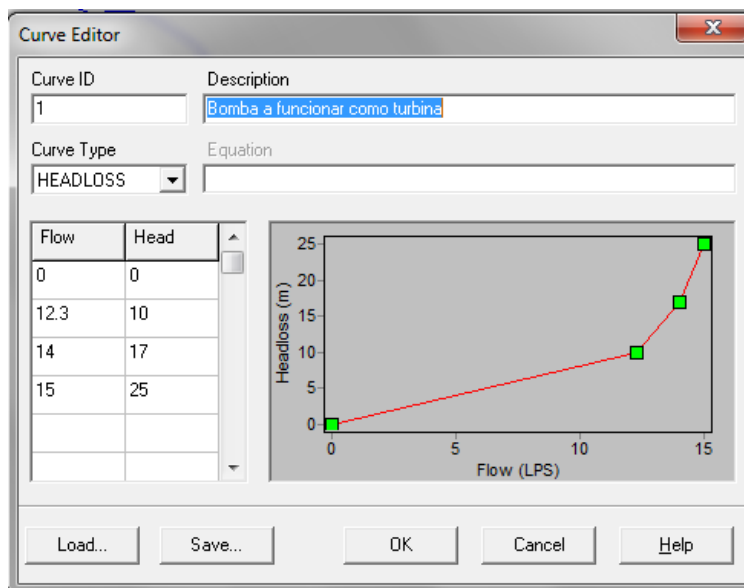 Curve Editor
Curve ID Description
1 Bomba a funcionar como turbina
Curve Type Equation
HEADLOSS
Flow Head
0 0
12.3 10
14 17
15 25
25
20
15
10
5
0
Headloss (m)
0 5 10 15
Flow (LPS)
Load... Save... OK Cancel Help